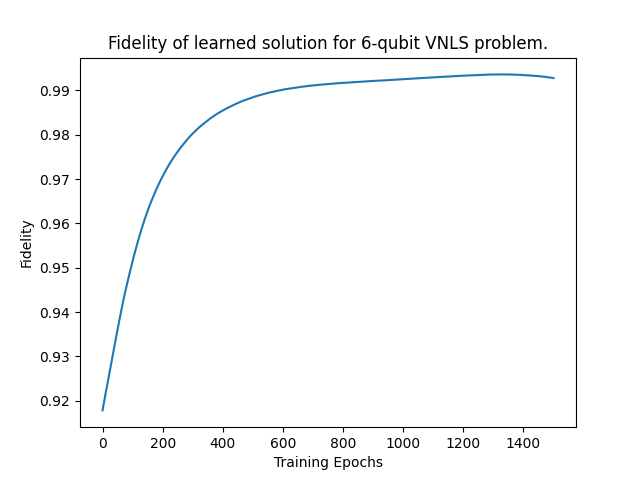 Fidelity of learned solution for 6-qubit VNLS problem.
0.99
0.98
0.97
0.96
0.95
0.94
0.93
0.92
Fidelity
0 200 400 600 800 1000 1200 1400
Training Epochs